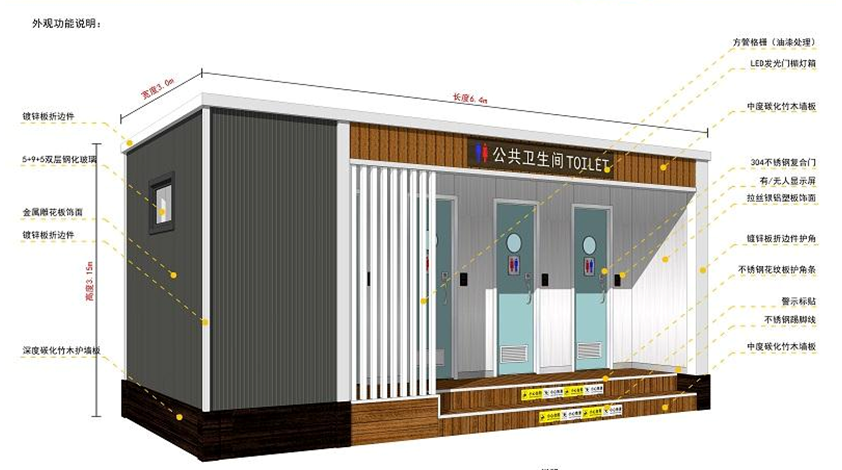 外观功能说明：
方管格栅（油漆处理）
LED发光门楣灯箱
宽度3.0m
长度6.4m
中度碳化竹木墙板
镀锌板折边件
5+9+5双层钢化玻璃
公共卫生间TOILET
304不锈钢复合门
有/无人显示屏
拉丝镁铝塑板饰面
金属雕花板饰面
镀锌板折边件
镀锌板折边件护角
高度3.15m
不锈钢花纹板护角条
警示标贴
不锈钢踢脚线
深度碳化竹木护墙板
中度碳化竹木墙板